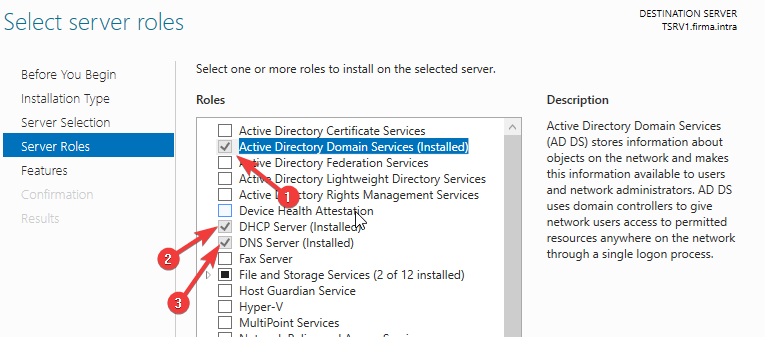 Select server roles
DESTINATION SERVER
TSRV1.firma.intra
Before You Begin
Installation Type
Server Selection
Server Roles
Features
Confirmation
Results
Select one or more roles to install on the selected server.
Roles
Active Directory Certificate Services
Active Directory Domain Services (Installed)
Active Directory Federation Services
Active Directory Lightweight Directory Services
Active Directory Rights Management Services
Device Health Attestation
DHCP Server (Installed)
DNS Server (Installed)
Fax Server
File and Storage Services (2 of 12 installed)
Host Guardian Service
Hyper-V
MultiPoint Services
1
2
3
Description
Active Directory Domain Services
(AD DS) stores information about
objects on the network and makes
this information available to users
and network administrators. AD DS
uses domain controllers to give
network users access to permitted
resources anywhere on the network
through a single logon process.